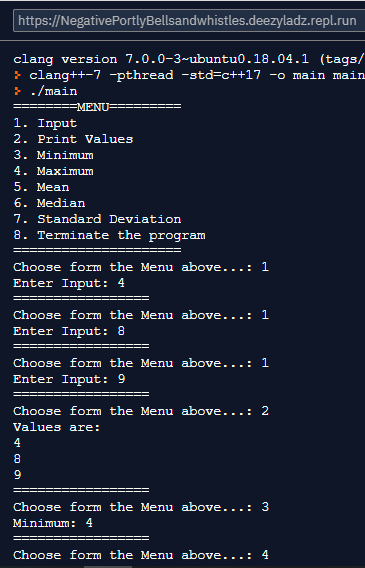 https://NegativePortlyBellsandwhistles.deezyladz.repl.run
clang version 7.0.0-3~ubuntu0.18.04.1 (tags/
> clang++-7 -pthread -std=c++17 -o main main
> ./main
========MENU=========
1. Input
2. Print Values
3. Minimum
4. Maximum
5. Mean
6. Median
7. Standard Deviation
8. Terminate the program
=====================
Choose form the Menu above...: 1
Enter Input: 4
=================
Choose form the Menu above...: 1
Enter Input: 8
=================
Choose form the Menu above...: 1
Enter Input: 9
=================
Choose form the Menu above...: 2
Values are:
4
8
9
=================
Choose form the Menu above...: 3
Minimum: 4
=================
Choose form the Menu above...: 4